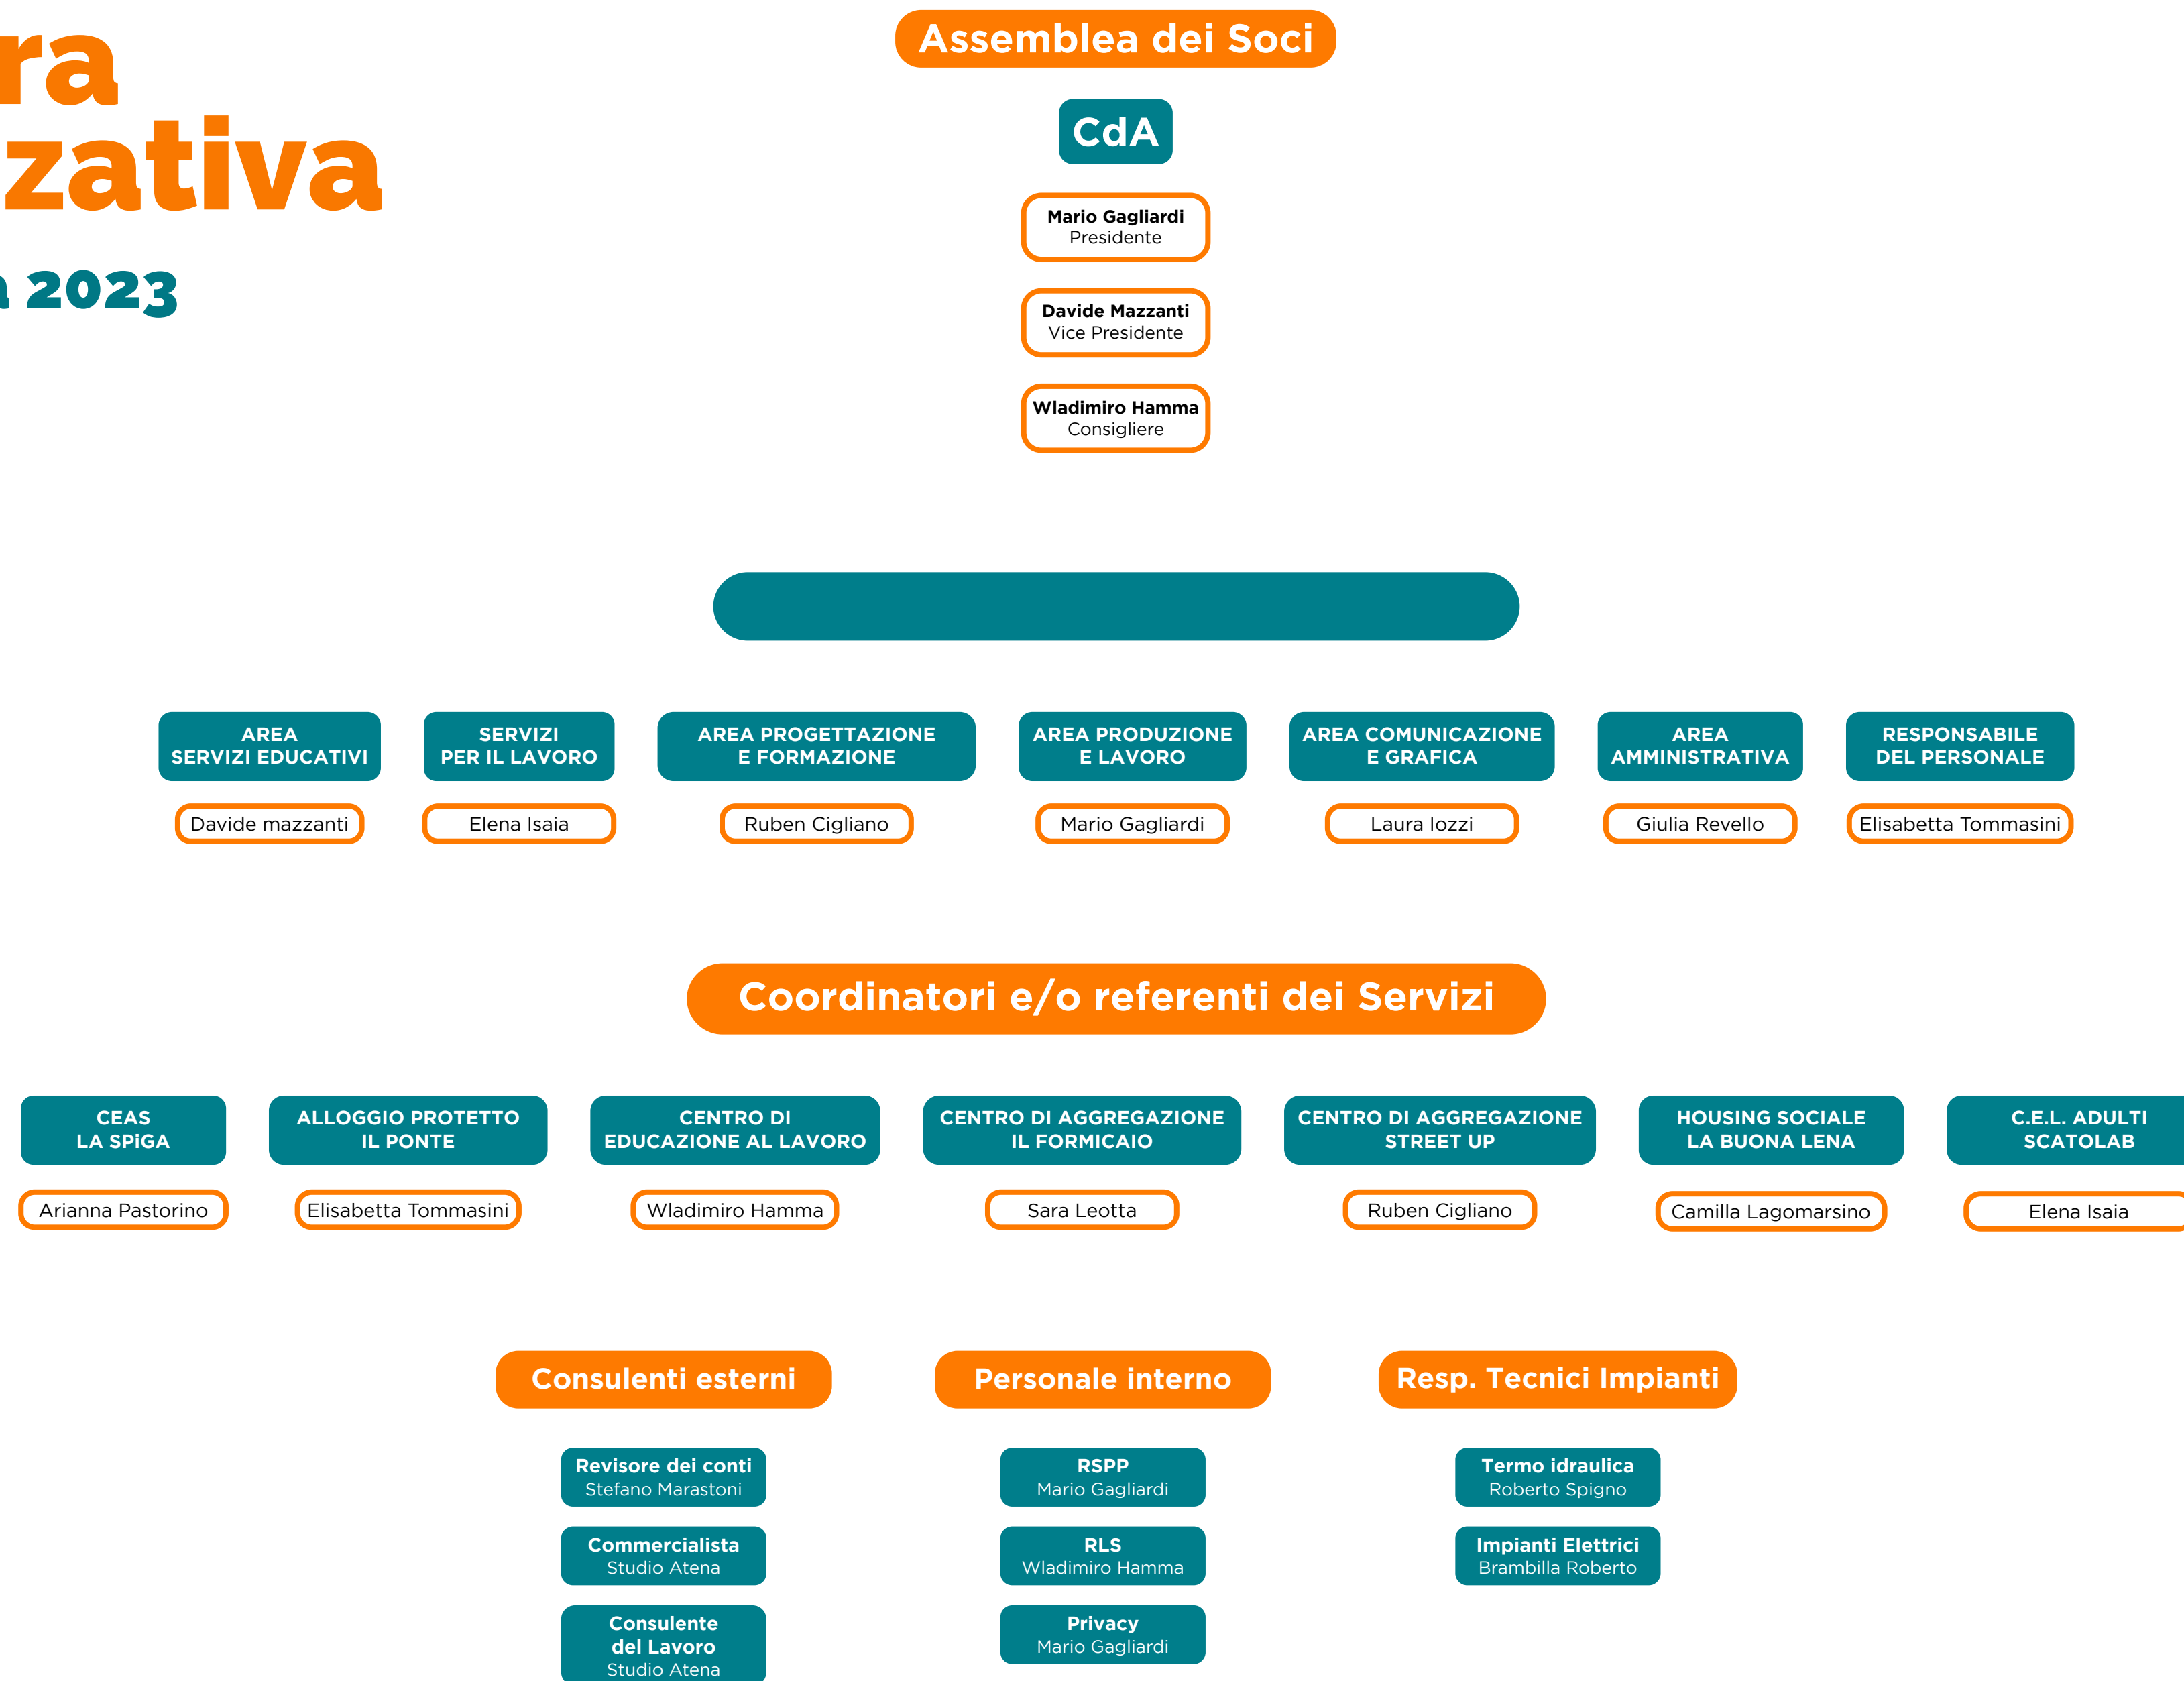 ra
zativa
2023
Assemblea dei Soci
CdA
Mario Gagliardi
Presidente
Davide Mazzanti
Vice Presidente
Wladimiro Hamma
Consigliere
AREA
SERVIZI EDUCATIVI
Davide mazzanti
SERVIZI
PER IL LAVORO
Elena Isaia
AREA PROGETTAZIONE
E FORMAZIONE
Ruben Cigliano
AREA PRODUZIONE
E LAVORO
Mario Gagliardi
AREA COMUNICAZIONE
E GRAFICA
Laura Iozzi
AREA
AMMINISTRATIVA
Giulia Revello
RESPONSABILE
DEL PERSONALE
Elisabetta Tommasini
Coordinatori e/o referenti dei Servizi
CEAS
LA SPiGA
Arianna Pastorino
ALLOGGIO PROTETTO
IL PONTE
Elisabetta Tommasini
CENTRO DI
EDUCAZIONE AL LAVORO
Wladimiro Hamma
CENTRO DI AGGREGAZIONE
IL FORMICAIO
Sara Leotta
CENTRO DI AGGREGAZIONE
STREET UP
Ruben Cigliano
HOUSING SOCIALE
LA BUONA LENA
Camilla Lagomarsino
C.E.L. ADULTI
SCATOLAB
Elena Isaia
Consulenti esterni
Revisore dei conti
Stefano Marastoni
Commercialista
Studio Atena
Consulente
del Lavoro
Studio Atena
Personale interno
RSPP
Mario Gagliardi
RLS
Wladimiro Hamma
Privacy
Mario Gagliardi
Resp. Tecnici Impianti
Termo idraulica
Roberto Spigno
Impianti Elettrici
Brambilla Roberto